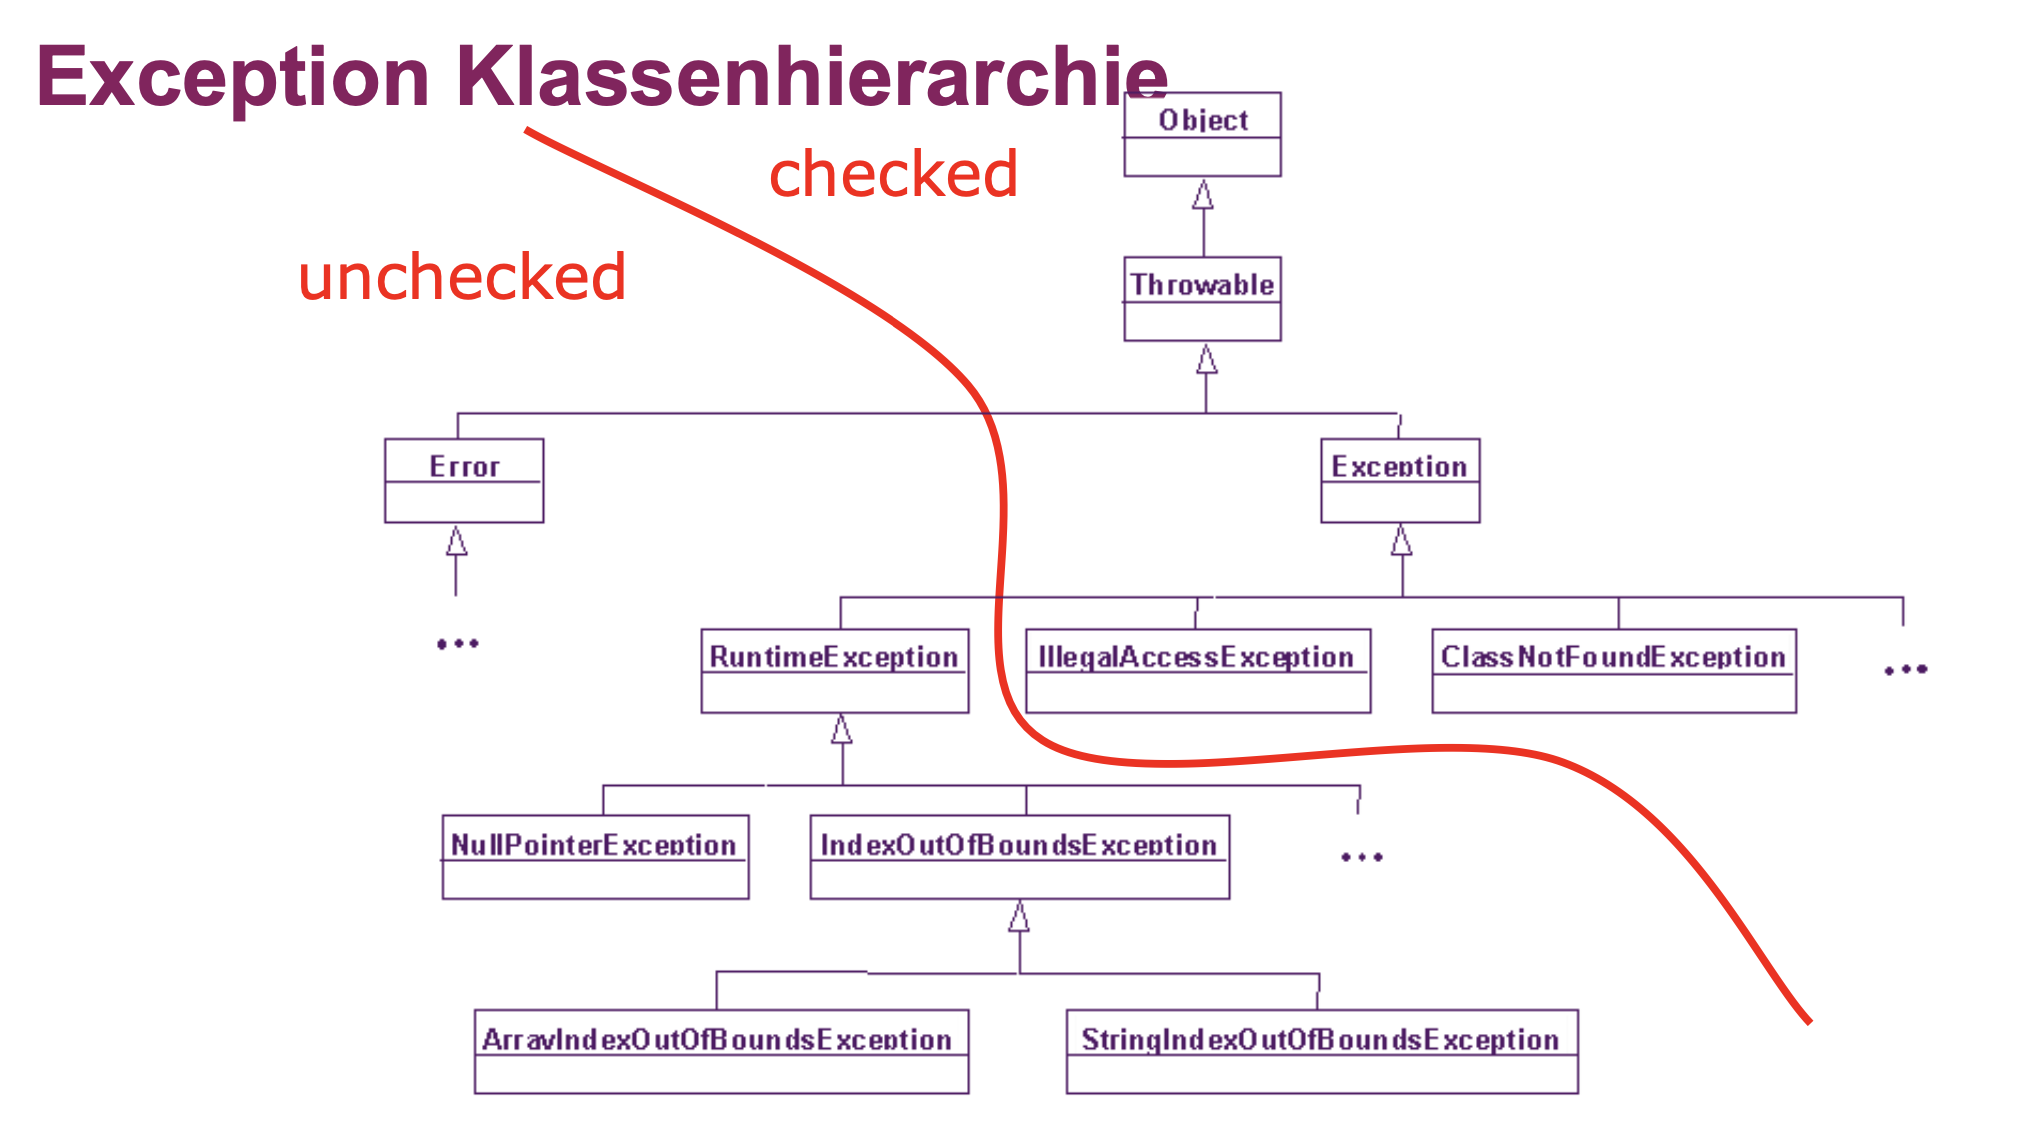 Exception Klassenhierarchie
Object
checked
unchecked
Throwable
Error
Exception
...
RuntimeException
IllegalAccessException
ClassNotFoundException
...
NullPointerException
IndexOutOfBoundsException
...
ArrayIndexOutOfBoundsException
StringIndexOutOfBoundsException